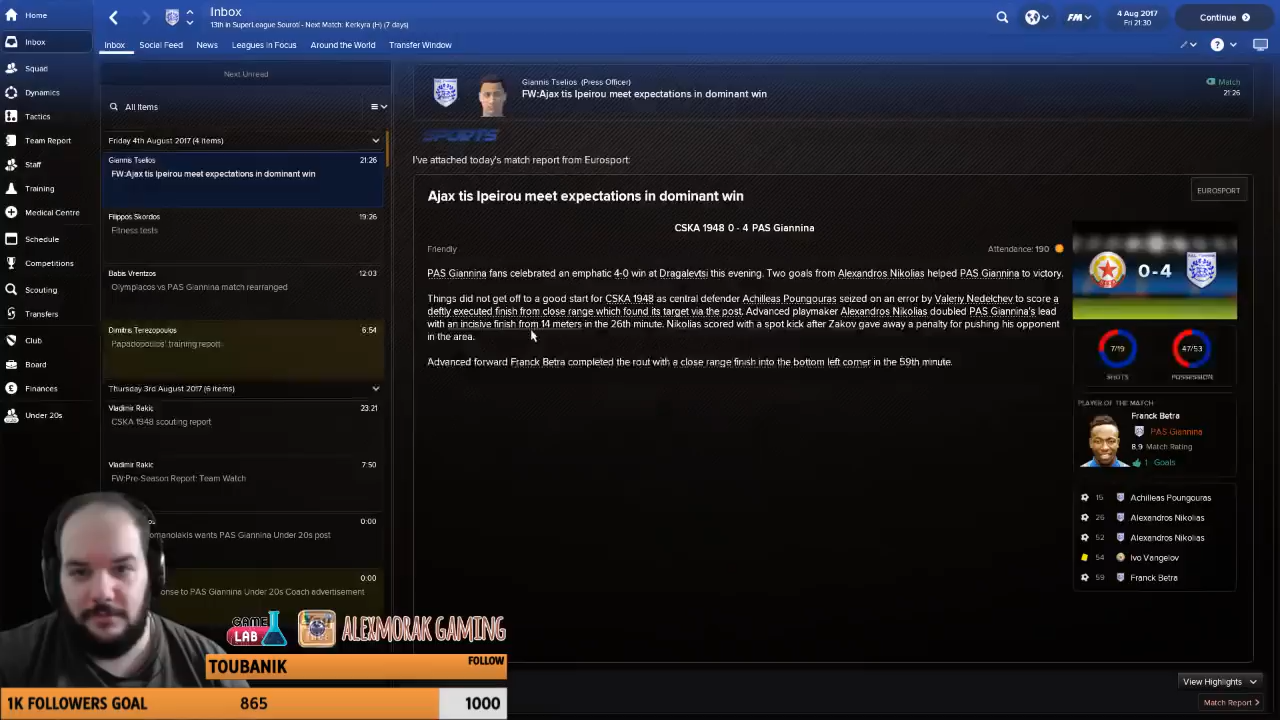 Home
Inbox
Squad
Dynamics
Tactics
Team Report
Staff
Training
Medical Centre
Schedule
Competitions
Scouting
Transfers
Club
Board
Finances
Under 20s
Inbox
13th in SuperLeague Souroti - Next Match: Kerkyra (H) (7 days)
FM
4 Aug 2017
Fri 21:30
Continue
Inbox
Social Feed
News
Leagues in Focus
Around the World
Transfer Window
?
Next Unread
All Items
Friday 4th August 2017 (4 items)
Giannis Tselios
21:26
FW:Ajax tis Ipeirou meet expectations in dominant win
Filippos Skordos
19:26
Fitness tests
Babis Vrentzos
12:03
Olympiacos vs PAS Giannina match rearranged
Dimitris Terezopoulos
6:54
Papadopoulos' training report
Thursday 3rd August 2017 (6 items)
Vladimir Rakic
23:21
CSKA 1948 scouting report
Vladimir Rakic
7:50
FW:Pre-Season Report: Team Watch
0:00
wants PAS Giannina Under 20s post
0:00
to PAS Giannina Under 20s Coach advertisement
Giannis Tselios (Press Officer)
FW:Ajax tis Ipeirou meet expectations in dominant win
Match
21:26
SPORTS
I've attached today's match report from Eurosport:
Ajax tis Ipeirou meet expectations in dominant win
EUROSPORT
CSKA 1948 0 - 4 PAS Giannina
Friendly
Attendance: 190
PAS Giannina fans celebrated an emphatic 4-0 win at Dragalevtsi this evening. Two goals from Alexandros Nikolias helped PAS Giannina to victory.
Things did not get off to a good start for CSKA 1948 as central defender Achilleas Poungouras seized on an error by Valeriy Nedelchev to score a
deftly executed finish from close range which found its target via the post. Advanced playmaker Alexandros Nikolias doubled PAS Giannina's lead
with an incisive finish from 14 meters in the 26th minute. Nikolias scored with a spot kick after Zakov gave away a penalty for pushing his opponent
in the area.
Advanced forward Franck Betra completed the rout with a close range finish into the bottom left corner in the 59th minute.
0-4
7/19
SHOTS
47/53
POSSESSION
PLAYER OF THE MATCH
Franck Betra
PAS Giannina
8.9 Match Rating
1 Goals
15 Achilleas Poungouras
26 Alexandros Nikolias
52 Alexandros Nikolias
54 Ivo Vangelov
59 Franck Betra
View Highlights
Match Report
GAME LAB
ALEXMORAK GAMING
TOUBANIK
FOLLOW
1K FOLLOWERS GOAL
865
1000